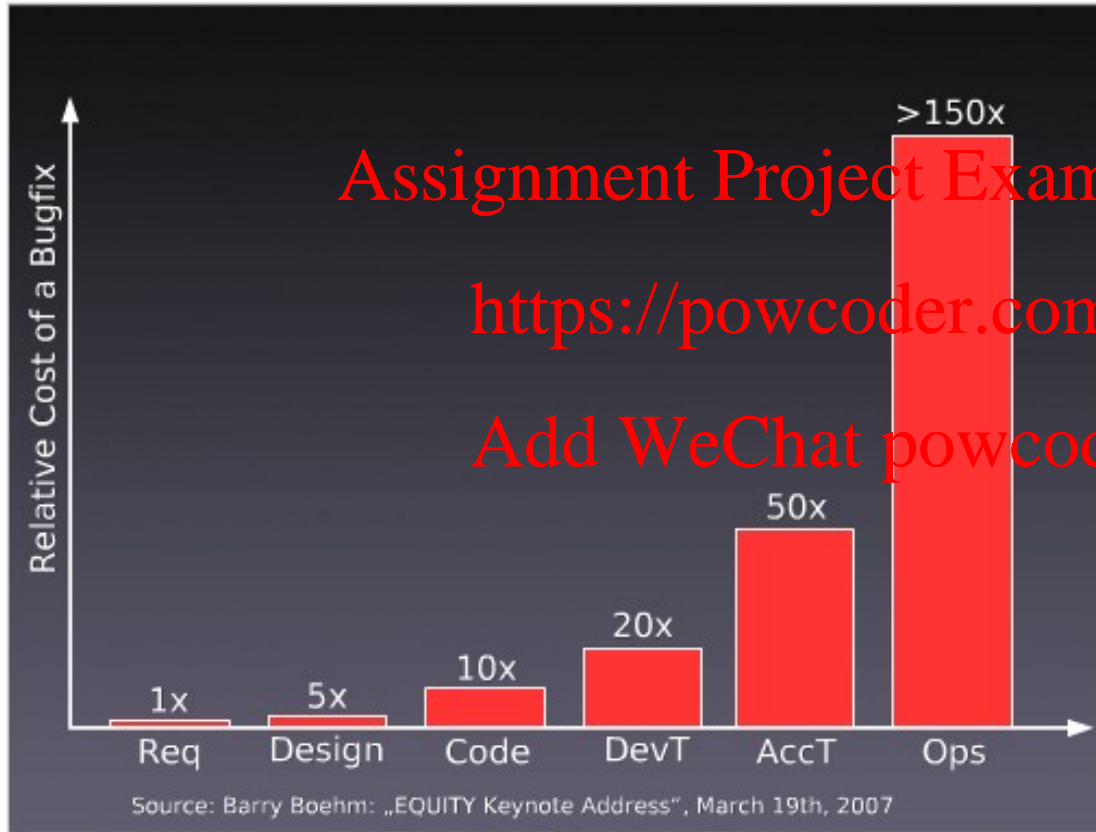 >150x
Relative Cost of a Bugfix
Assignment Project Exam
https://powcoder.com
Add WeChat powcod
50x
20x
10x
5x
1x
Req Design Code DevT AccT Ops
Source: Barry Boehm: „EQUITY Keynote Address“, March 19th, 2007